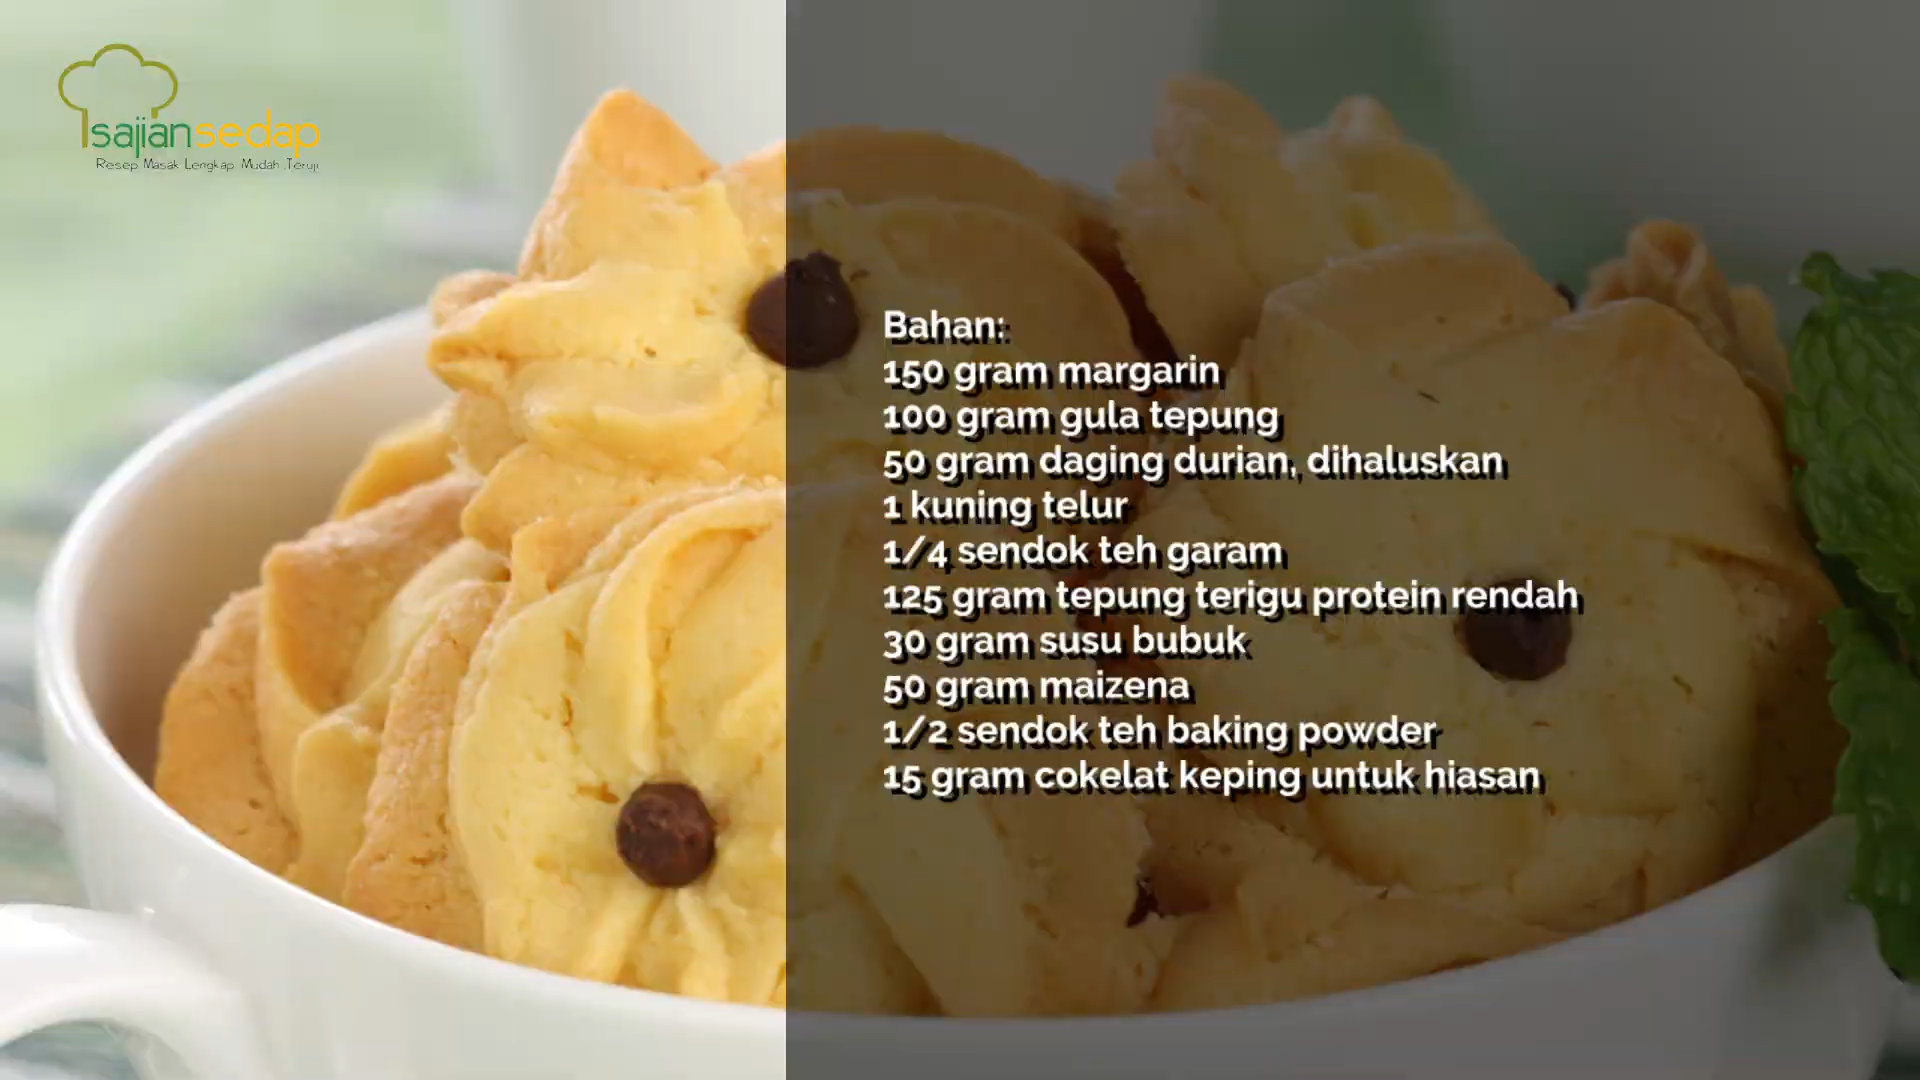 sajiansedap
Resep Masak Lengkap Mudah Teruji
Bahan:
150 gram margarin
100 gram gula tepung
50 gram daging durian, dihaluskan
1 kuning telur
1/4 sendok teh garam
125 gram tepung terigu protein rendah
30 gram susu bubuk
50 gram maizena
1/2 sendok teh baking powder
15 gram cokelat keping untuk hiasan